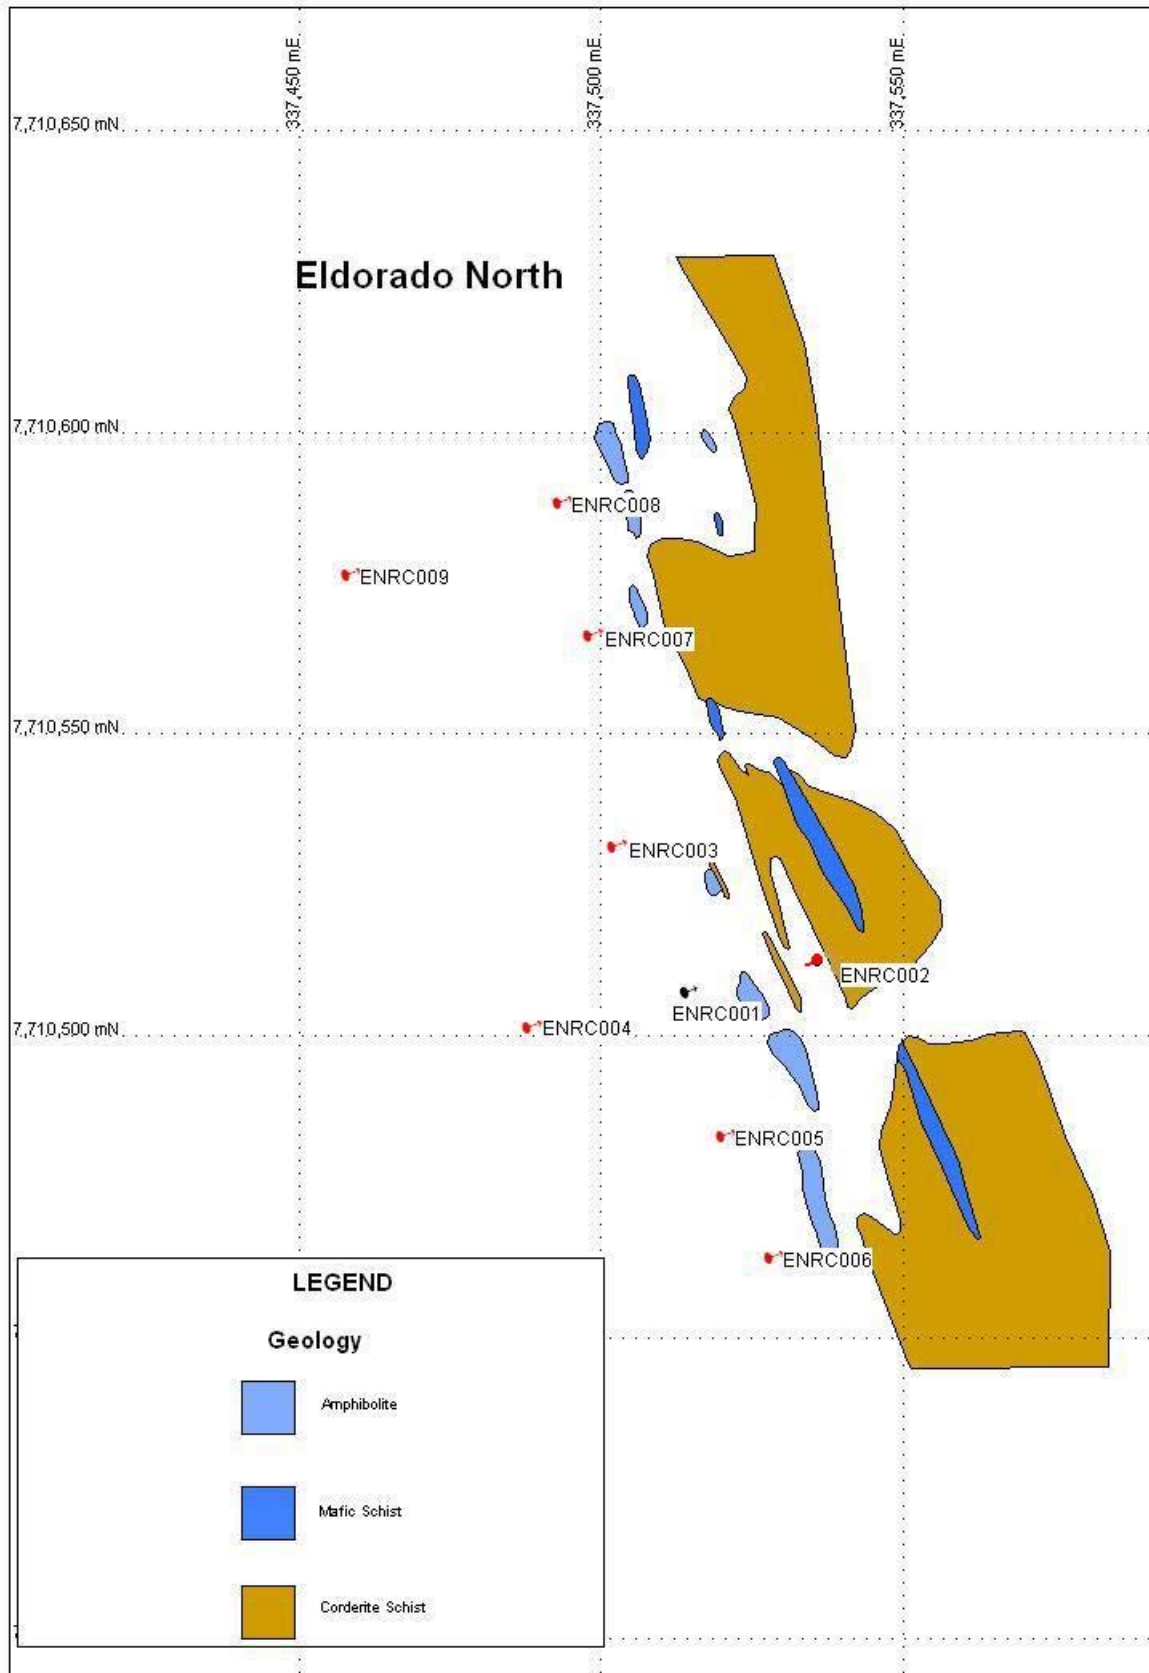 337,450 mE
337,500 mE
337,550 mE
7,710,650 mN
Eldorado North
7,710,600 mN
ENRC008
ENRC009
ENRC007
7,710,550 mN
ENRC003
ENRC002
ENRC001
7,710,500 mN
ENRC004
ENRC005
ENRC006
LEGEND
Geology
Amphibolite
Mafic Schist
Corderite Schist